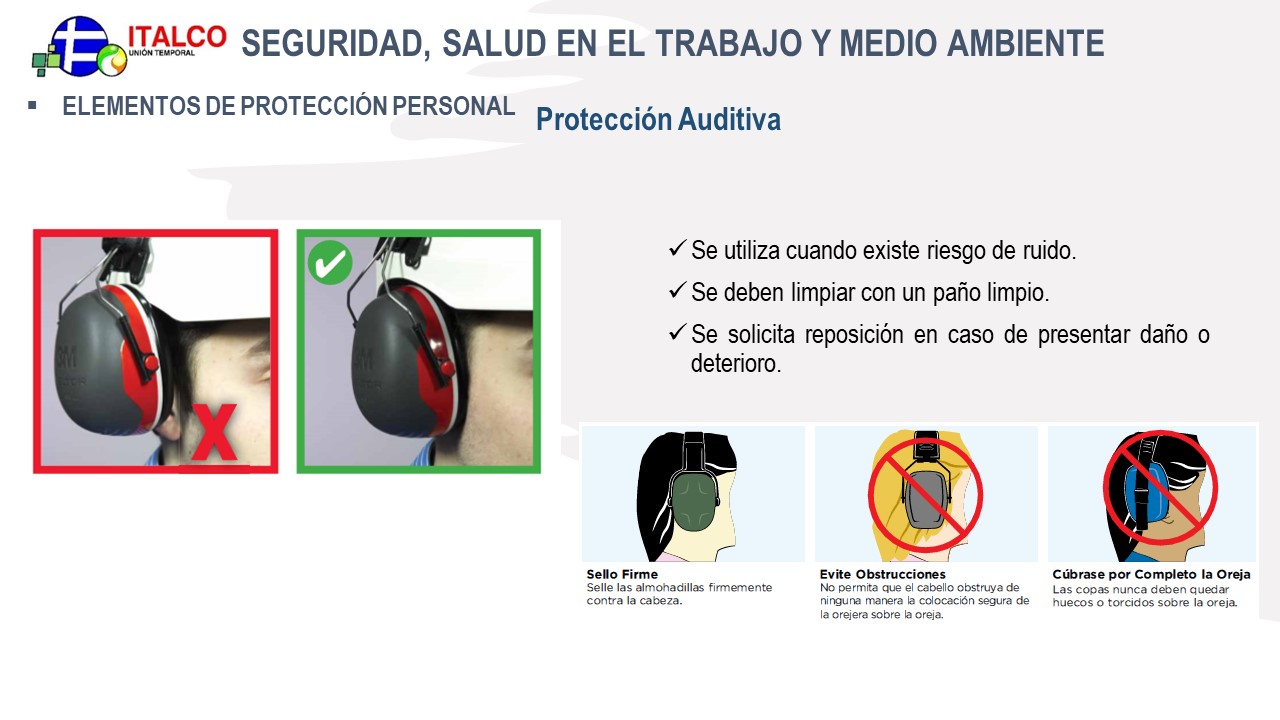 ITALCO
UNIÓN TEMPORAL
SEGURIDAD, SALUD EN EL TRABAJO Y MEDIO AMBIENTE
▪ ELEMENTOS DE PROTECCIÓN PERSONAL
Protección Auditiva
✓ Se utiliza cuando existe riesgo de ruido.
✓ Se deben limpiar con un paño limpio.
✓ Se solicita reposición en caso de presentar daño o
deterioro.
3M
X
3M
Sello Firme
Selle las almohadillas firmemente
contra la cabeza.
Evite Obstrucciones
No permita que el cabello obstruya de
ninguna manera la colocación segura de
la orejera sobre la oreja.
Cúbrase por Completo la Oreja
Las copas nunca deben quedar
huecos o torcidos sobre la oreja.